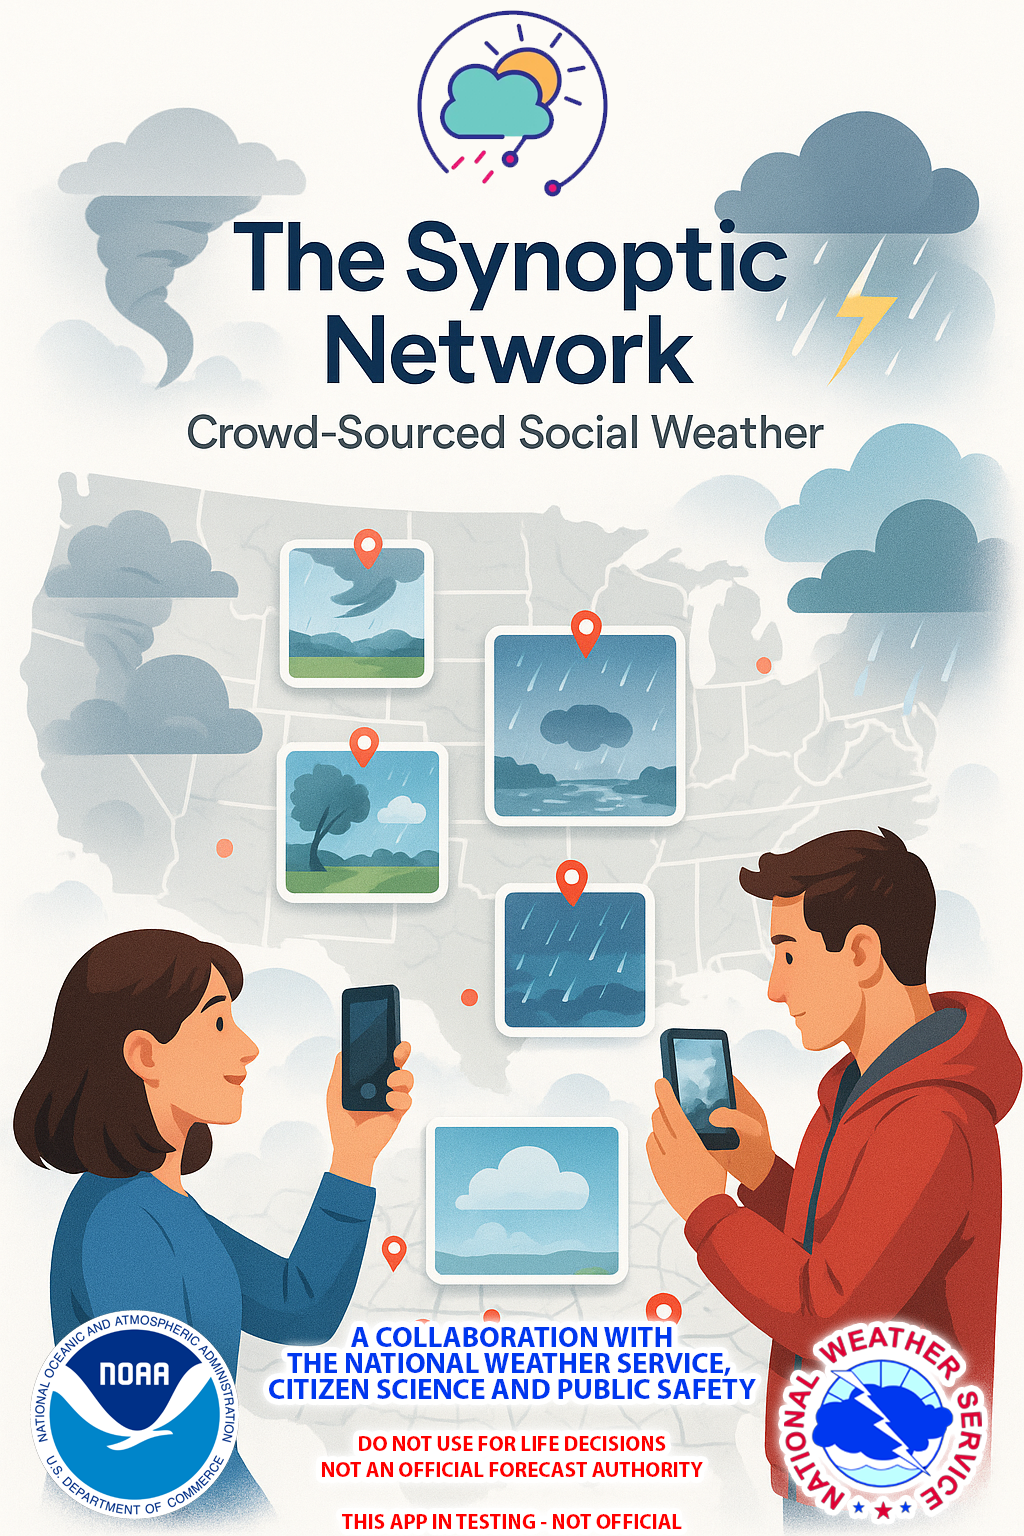 The Synoptic
Network
Crowd-Sourced Social Weather
A COLLABORATION WITH
THE NATIONAL WEATHER SERVICE,
CITIZEN SCIENCE AND PUBLIC SAFETY
NATIONAL OCEANIC AND ATMOSPHERIC ADMINISTRATION
NOAA
U.S. DEPARTMENT OF COMMERCE
NATIONAL WEATHER SERVICE
DO NOT USE FOR LIFE DECISIONS
NOT AN OFFICIAL FORECAST AUTHORITY
THIS APP IN TESTING - NOT OFFICIAL